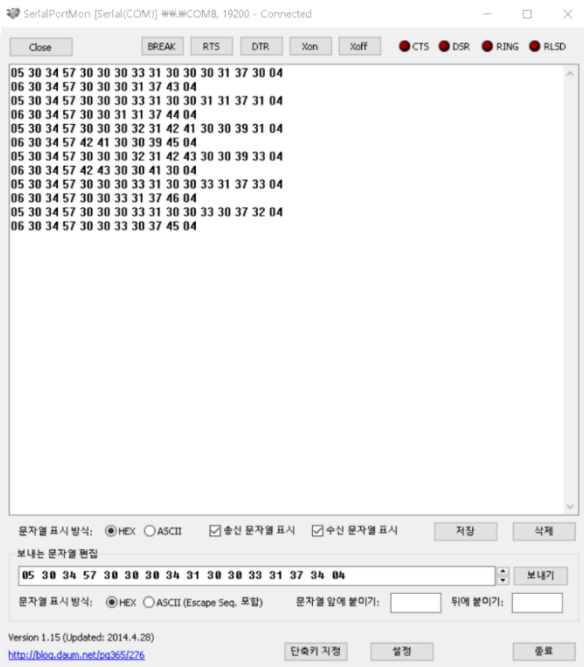 SerialPortMon [Serial(COM)] ₩₩.₩COM8, 19200 - Connected
Close BREAK RTS DTR Xon Xoff CTS DSR RING RLSD
05 30 34 57 30 30 30 33 31 30 30 30 31 37 30 04
06 30 34 57 30 30 30 31 37 43 04
05 30 34 57 30 30 30 33 31 30 30 31 31 37 31 04
06 30 34 57 30 30 31 31 37 44 04
05 30 34 57 30 30 30 32 31 42 41 30 30 39 31 04
06 30 34 57 42 41 30 30 39 45 04
05 30 34 57 30 30 30 32 31 42 43 30 30 39 33 04
06 30 34 57 42 43 30 30 41 30 04
05 30 34 57 30 30 30 33 31 30 30 33 31 37 33 04
06 30 34 57 30 30 33 31 37 46 04
05 30 34 57 30 30 30 33 31 30 30 33 30 37 32 04
06 30 34 57 30 30 33 30 37 45 04
문자열 표시 방식: HEX ASCII 송신 문자열 표시 수신 문자열 표시 저장 삭제
보내는 문자열 편집
05 30 34 57 30 30 30 34 31 30 30 33 31 37 34 04 보내기
문자열 표시 방식: HEX ASCII (Escape Seq. 포함) 문자열 앞에 붙이기: 뒤에 붙이기:
Version 1.15 (Updated: 2014.4.28)
http://blog.daum.net/pg365/276 단축키 지정 설정 종료